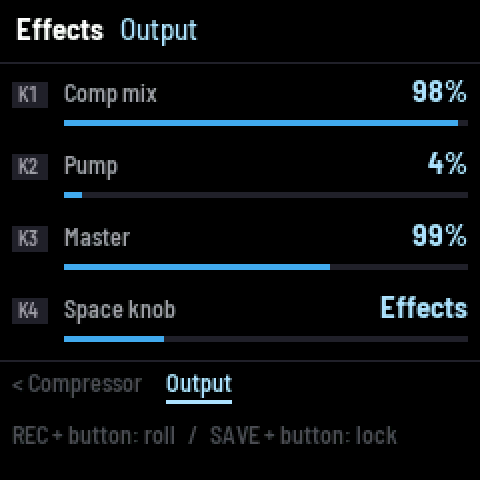 Effects Output
K1 Comp mix 98%
K2 Pump 4%
K3 Master 99%
K4 Space knob Effects
< Compressor Output
REC + button: roll / SAVE + button: lock